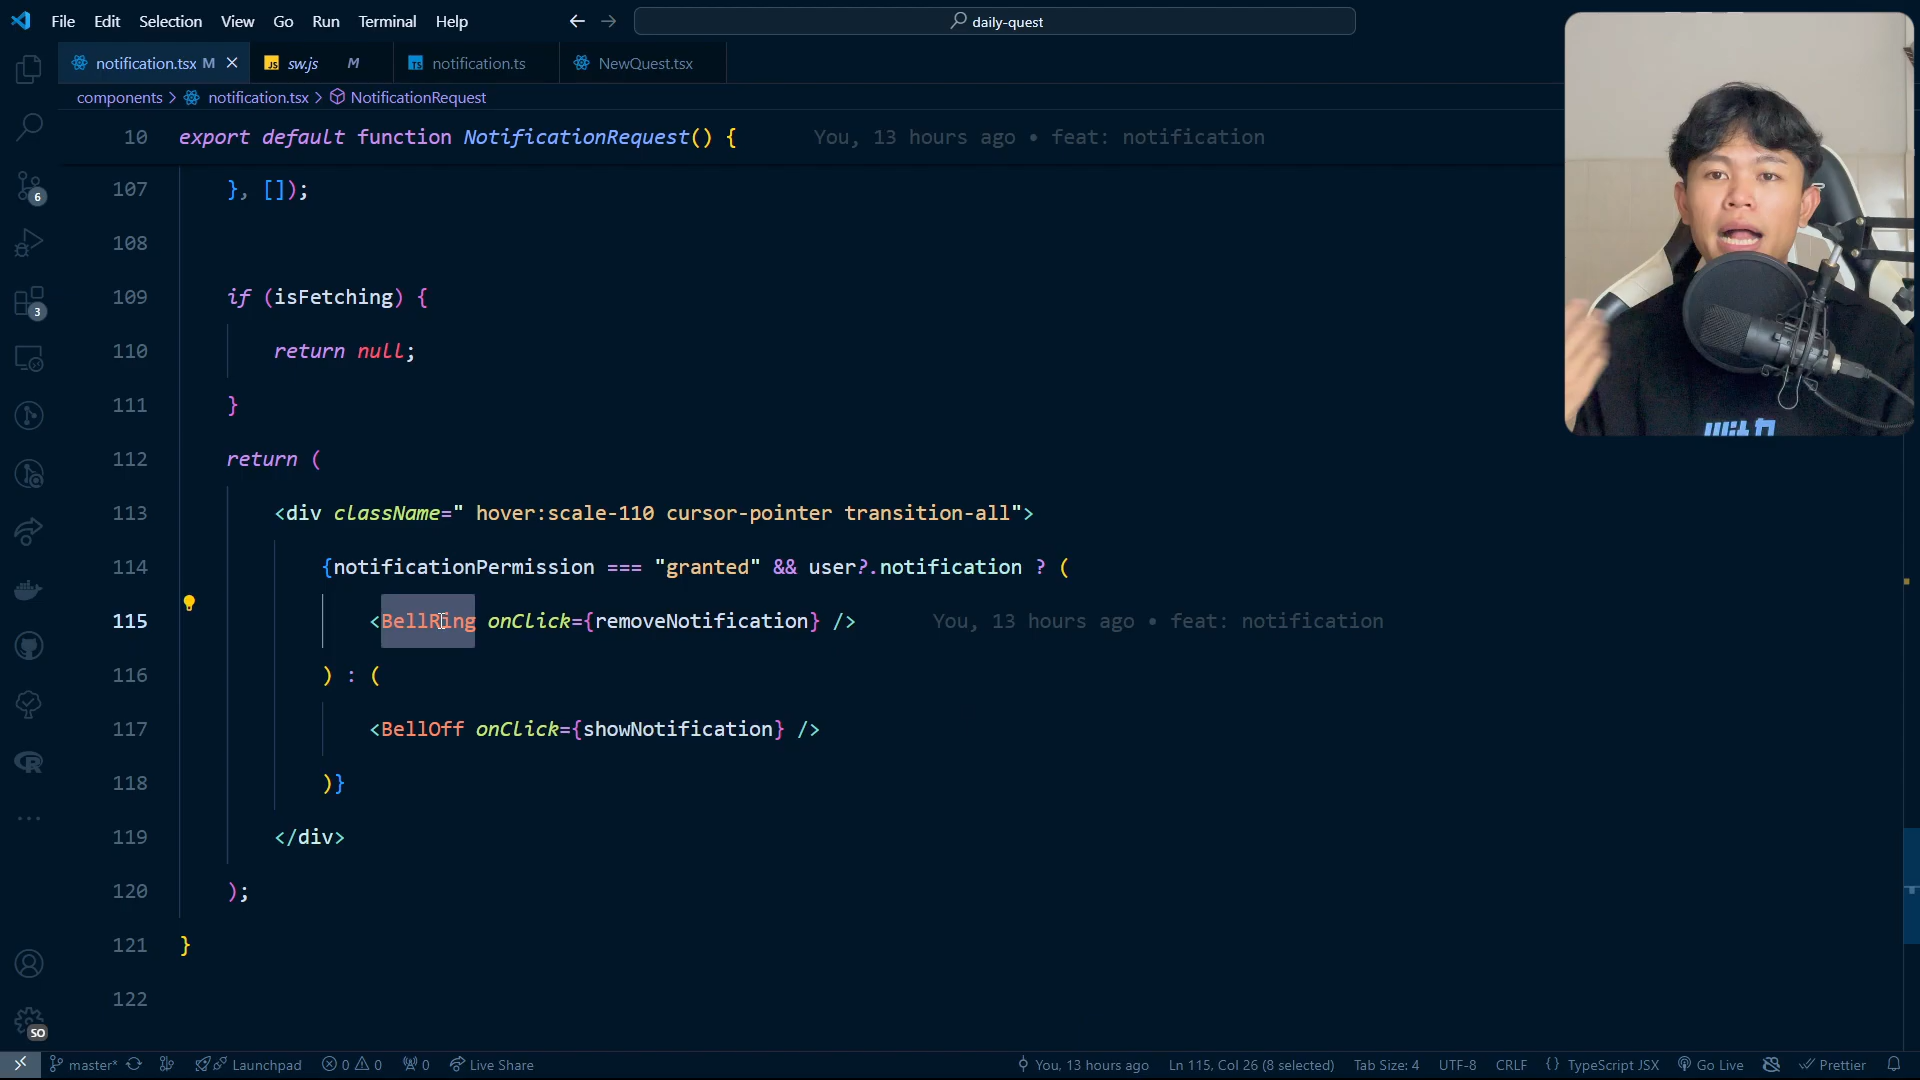 File Edit Selection View Go Run Terminal Help
daily-quest
notification.tsx M
sw.js M
notification.ts
NewQuest.tsx
components > notification.tsx > NotificationRequest
10 export default function NotificationRequest() { You, 13 hours ago • feat: notification
107 }, []);
108
109 if (isFetching) {
110 return null;
111 }
112 return (
113 <div className=" hover:scale-110 cursor-pointer transition-all">
114 {notificationPermission === "granted" && user?.notification ? (
115 <BellRing onClick={removeNotification} /> You, 13 hours ago • feat: notification
116 ) : (
117 <BellOff onClick={showNotification} />
118 )}
119 </div>
120 );
121 }
122
6
3
SO
master* Launchpad 0 0 0 Live Share You, 13 hours ago Ln 115, Col 26 (8 selected) Tab Size: 4 UTF-8 CRLF {} TypeScript JSX Go Live Prettier